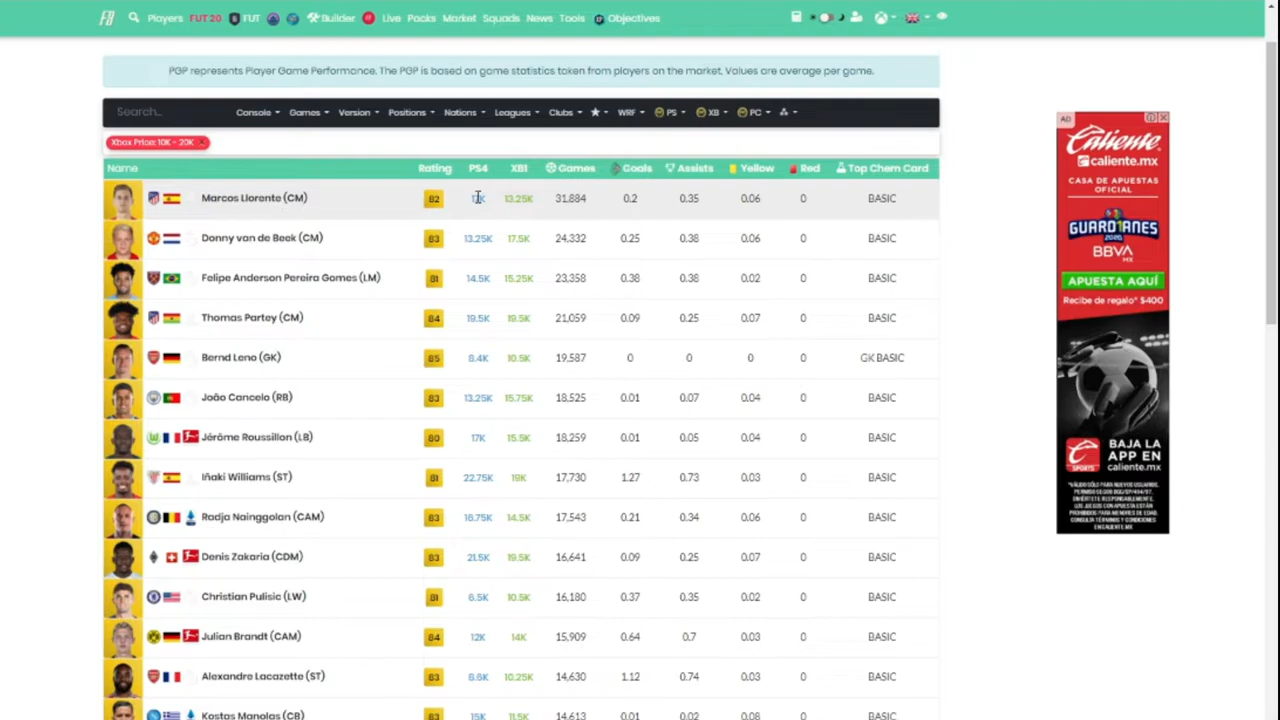 Players FUT 20 FUT Builder Live Packs Market Squads News Tools Objectives
PGP represents Player Game Performance. The PGP is based on game statistics taken from players on the market. Values are average per game.
Search... Console Games Version Positions Nations Leagues Clubs WRF PS XB PC
Xbox Price: 10K - 20K
Name Rating PS4 XB1 Games Goals Assists Yellow Red Top Chem Card
Marcos Llorente (CM) 82 13.25K 31,884 0.2 0.35 0.06 0 BASIC
Donny van de Beek (CM) 83 13.25K 17.5K 24,332 0.25 0.38 0.06 0 BASIC
Felipe Anderson Pereira Gomes (LM) 81 14.5K 15.25K 23,358 0.38 0.38 0.02 0 BASIC
Thomas Partey (CM) 84 19.5K 19.5K 21,059 0.09 0.25 0.07 0 BASIC
Bernd Leno (GK) 85 8.4K 10.5K 19,587 0 0 0 0 GK BASIC
João Cancelo (RB) 83 13.25K 15.75K 18,525 0.01 0.07 0.04 0 BASIC
Jérôme Roussillon (LB) 80 17K 15.5K 18,259 0.01 0.05 0.04 0 BASIC
Iñaki Williams (ST) 81 22.75K 19K 17,730 1.27 0.73 0.03 0 BASIC
Radja Nainggolan (CAM) 83 16.75K 14.5K 17,543 0.21 0.34 0.06 0 BASIC
Denis Zakaria (CDM) 83 21.5K 19.5K 16,641 0.09 0.25 0.07 0 BASIC
Christian Pulisic (LW) 81 6.5K 10.5K 16,180 0.37 0.35 0.02 0 BASIC
Julian Brandt (CAM) 84 12K 14K 15,909 0.64 0.7 0.03 0 BASIC
Alexandre Lacazette (ST) 83 8.6K 10.25K 14,630 1.12 0.74 0.03 0 BASIC
Kostas Manolas (CB) 83 15K 11.5K 14,613 0.01 0.02 0.08 0 BASIC
AD
Caliente
caliente.mx
CASA DE APUESTAS
OFICIAL
GUARD1ANES
2020
BBVA
MX
APUESTA AQUÍ
Recibe de regalo* $400
BAJA LA
APP EN
caliente.mx
SPORTS